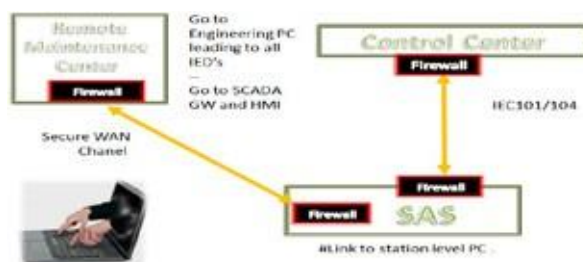 Remote
Maintenance
Center
Firewall
Go to
Engineering PC
leading to all
IED's
...
Go to SCADA
GW and HMI
Control Center
Firewall
IEC101/104
Secure WAN
Chanel
Firewall
Firewall
SAS
#Link to station level PC .